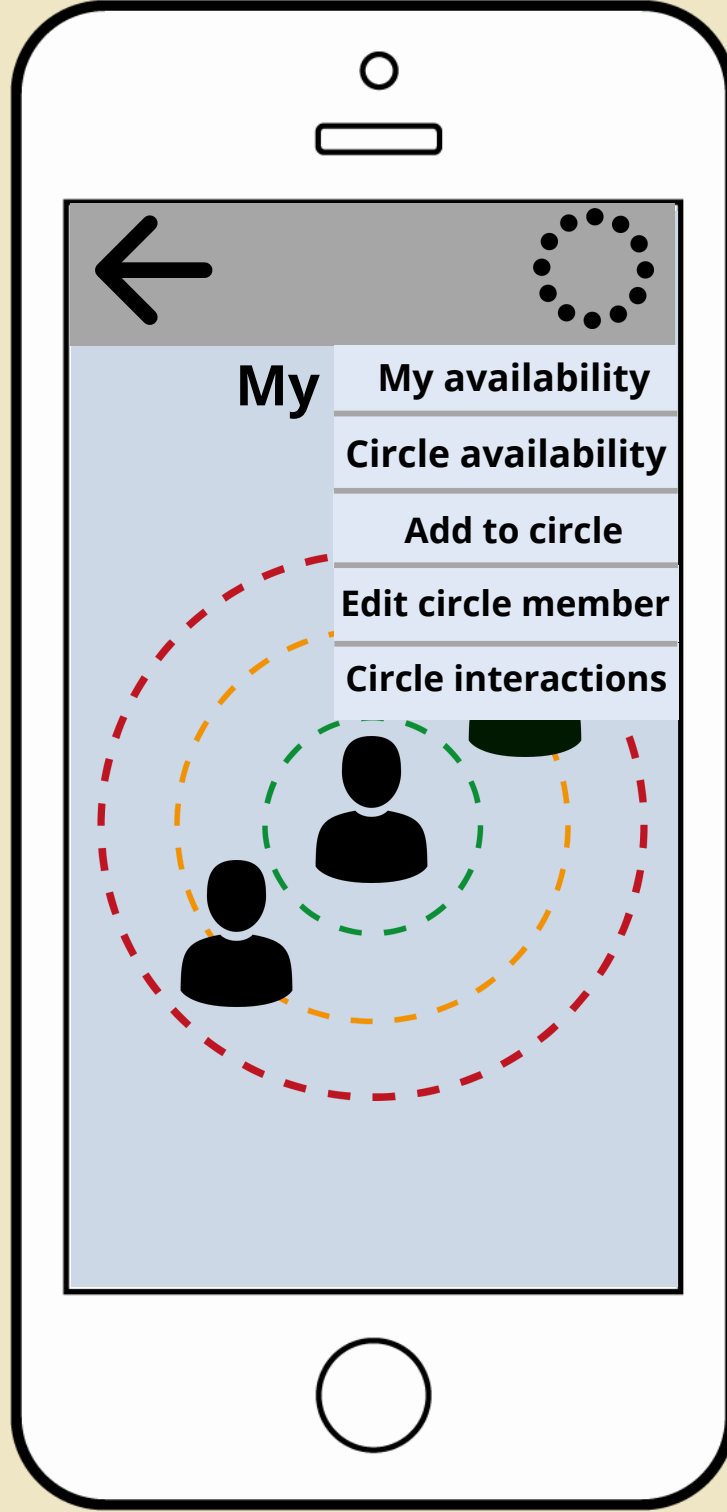 My
My availability
Circle availability
Add to circle
Edit circle member
Circle interactions